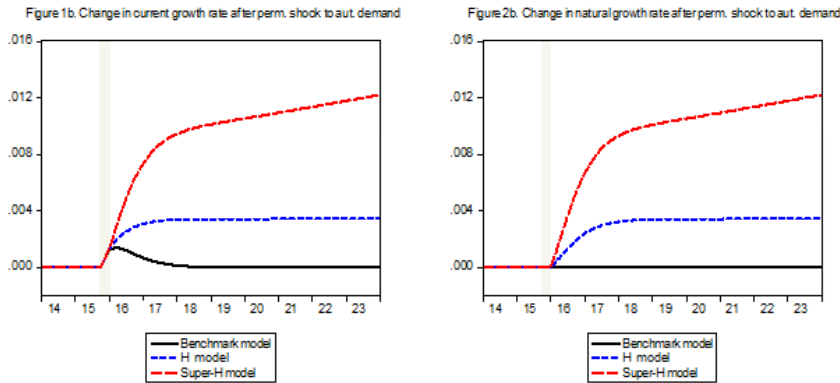 Figure 1b. Change in current growth rate after perm. shock to aut. demand
.016
.012
.008
.004
.000
14 15 16 17 18 19 20 21 22 23
Benchmark model
H model
Super-H model
Figure 2b. Change in natural growth rate after perm. shock to aut. demand
.016
.012
.008
.004
.000
14 15 16 17 18 19 20 21 22 23
Benchmark model
H model
Super-H model